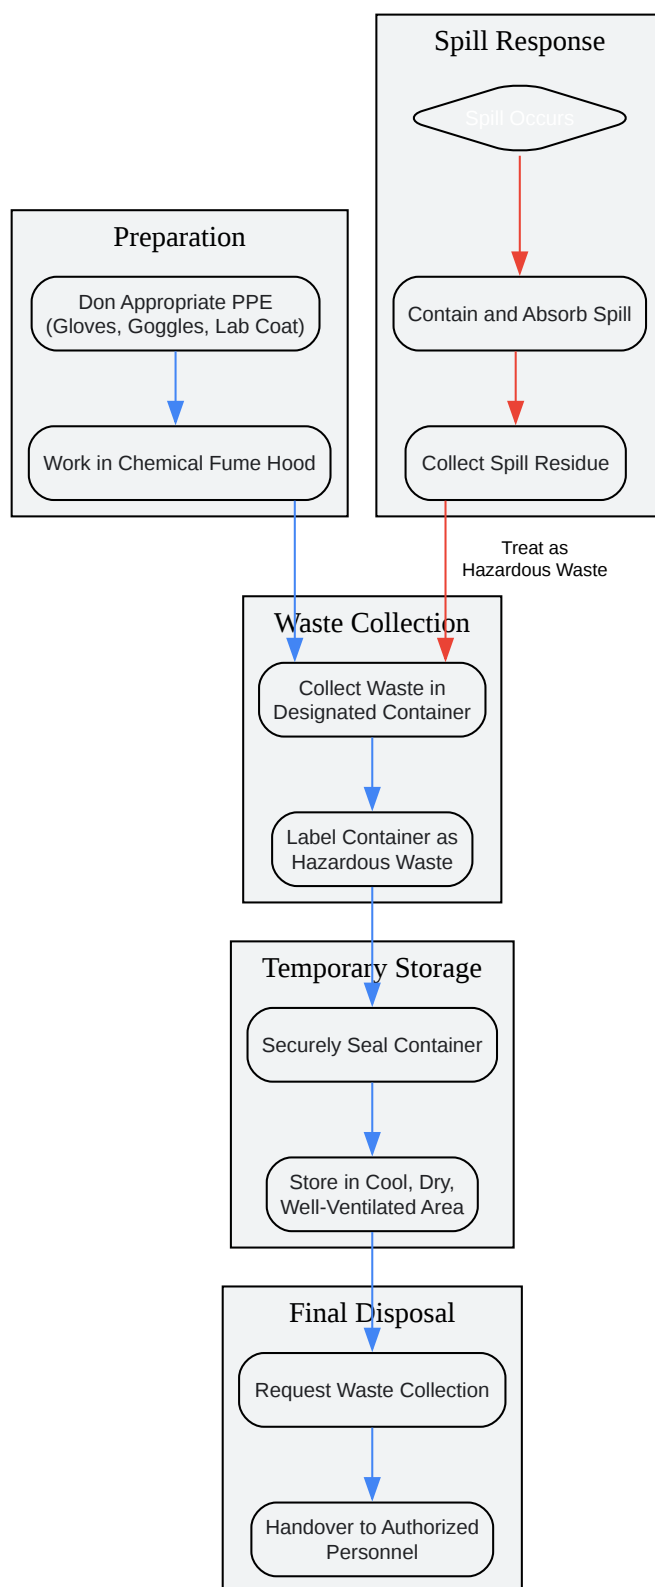 Spill Response
Spill Occurs
Preparation
Don Appropriate PPE
(Gloves, Goggles, Lab Coat)
Contain and Absorb Spill
Work in Chemical Fume Hood
Collect Spill Residue
Treat as
Hazardous Waste
Waste Collection
Collect Waste in
Designated Container
Label Container as
Hazardous Waste
Temporary Storage
Securely Seal Container
Store in Cool, Dry,
Well-Ventilated Area
Final Disposal
Request Waste Collection
Handover to Authorized
Personnel